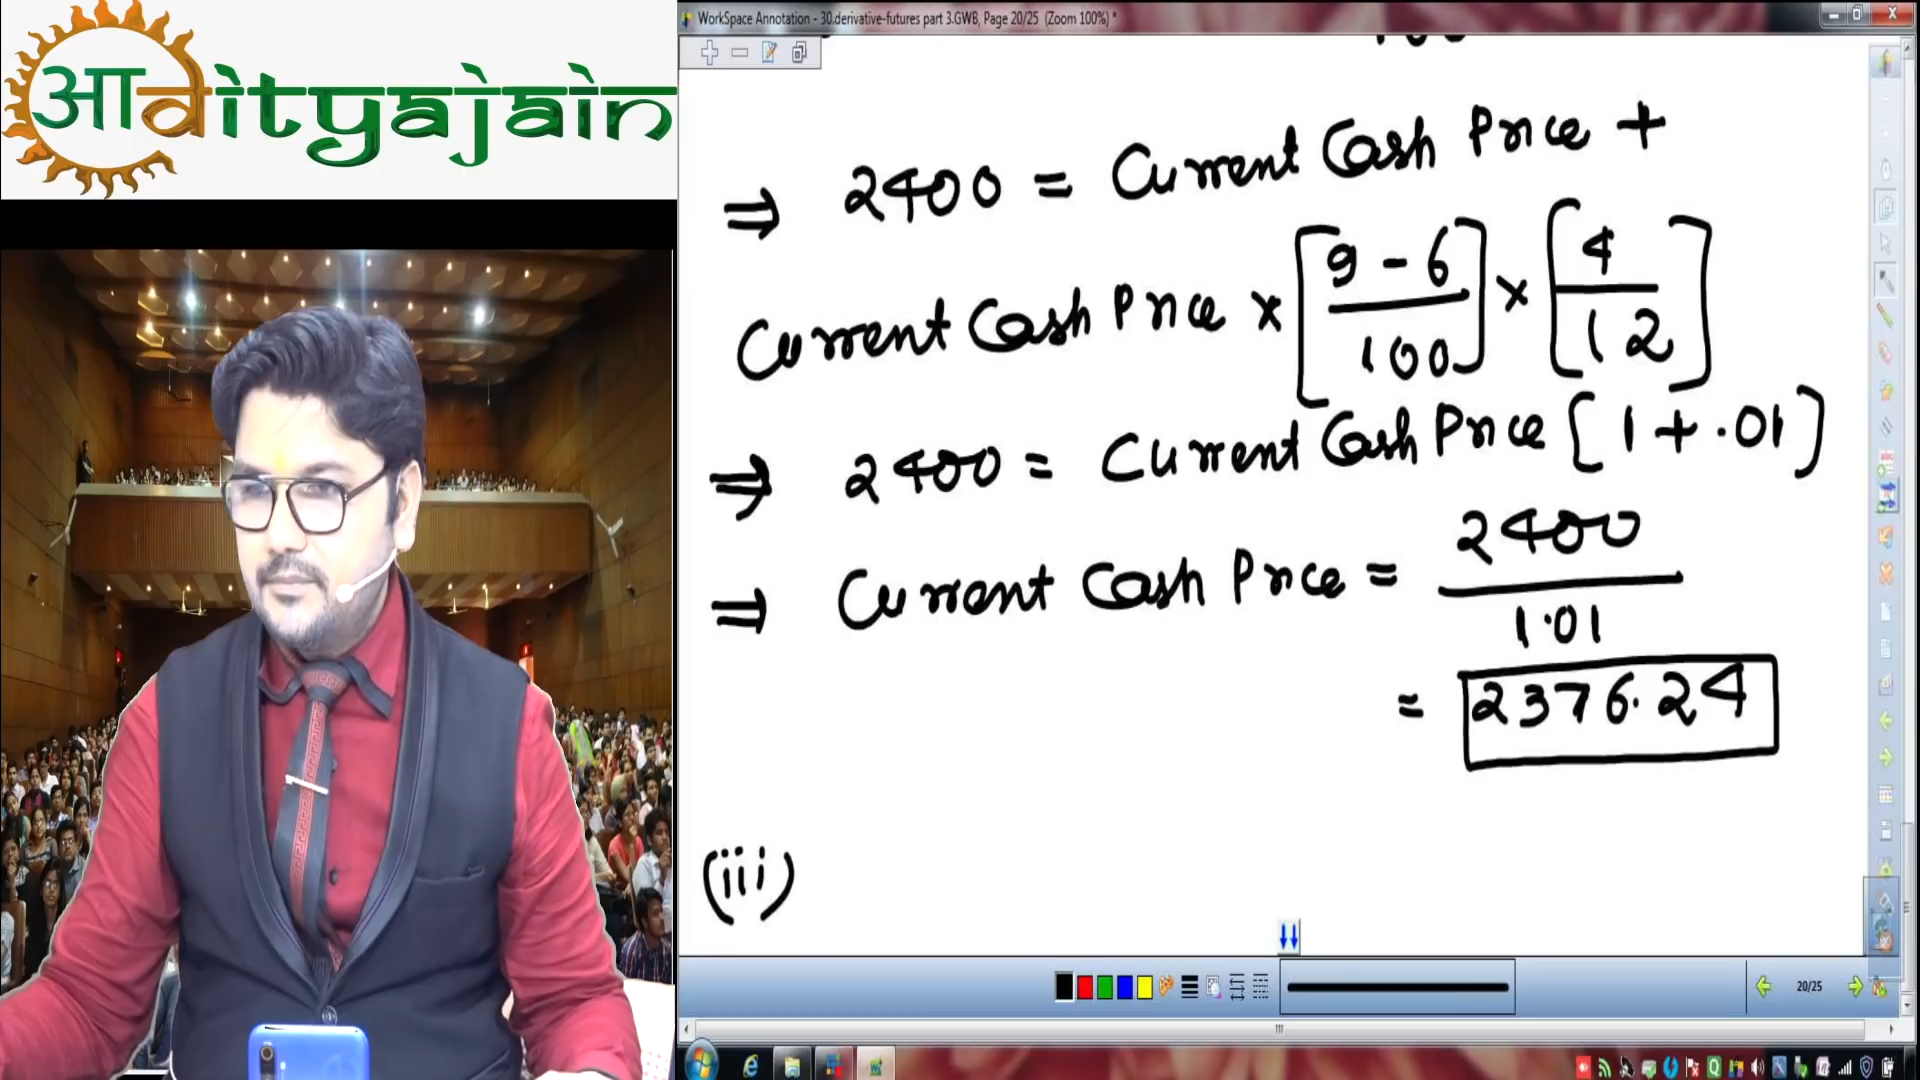 आdityajain
WorkSpace Annotation - 30.derivative-futures part 3.GWB, Page 20/25 (Zoom 100%) *
100
⇒ 2400 = Current Cash Price +
Current Cash Price × [9 - 6 / 100] × [4 / 12]
⇒ 2400 = Current Cash Price [1 + .01]
⇒ Current Cash Price = 2400 / 1.01
= 2376.24
(iii)
20/25